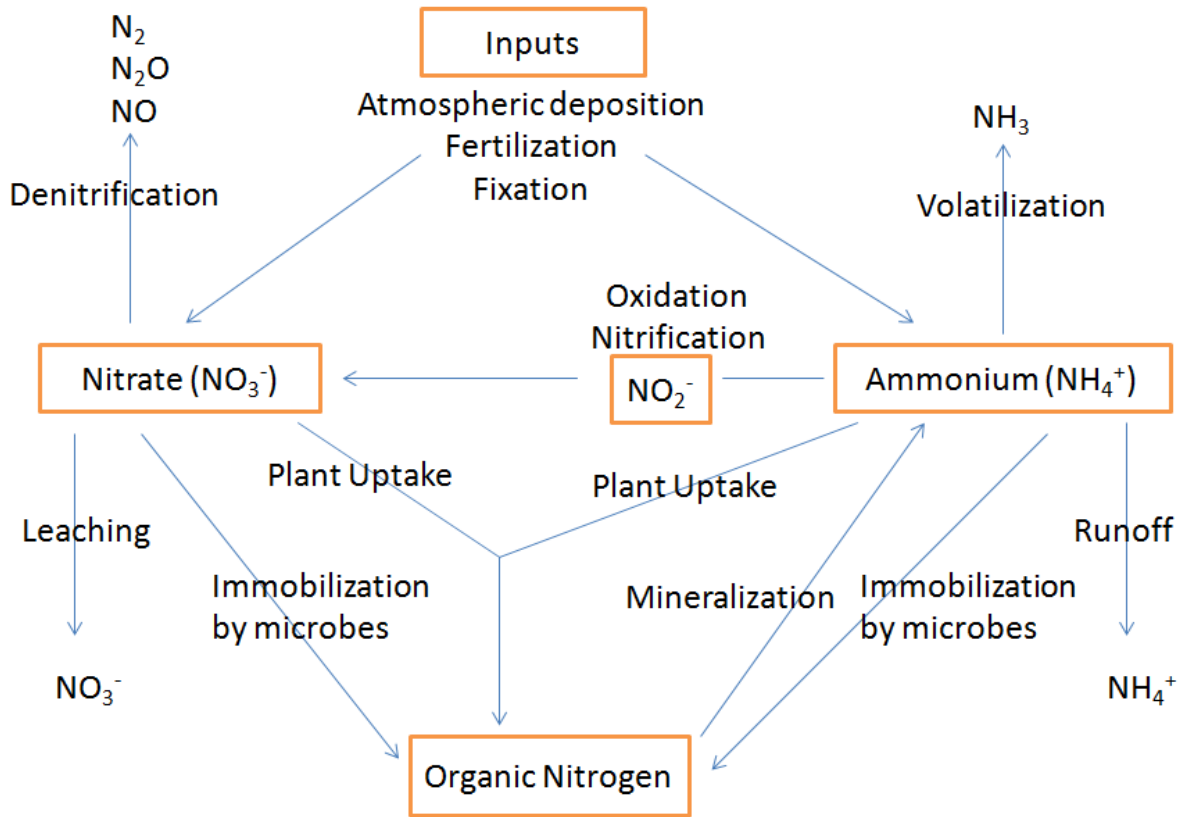 N₂
N₂O
NO
Inputs
Atmospheric deposition
Fertilization
Fixation
NH₃
Denitrification
Volatilization
Oxidation
Nitrification
Nitrate (NO₃⁻)
NO₂⁻
Ammonium (NH₄⁺)
Plant Uptake
Plant Uptake
Leaching
Runoff
Immobilization
by microbes
Mineralization
Immobilization
by microbes
NO₃⁻
NH₄⁺
Organic Nitrogen